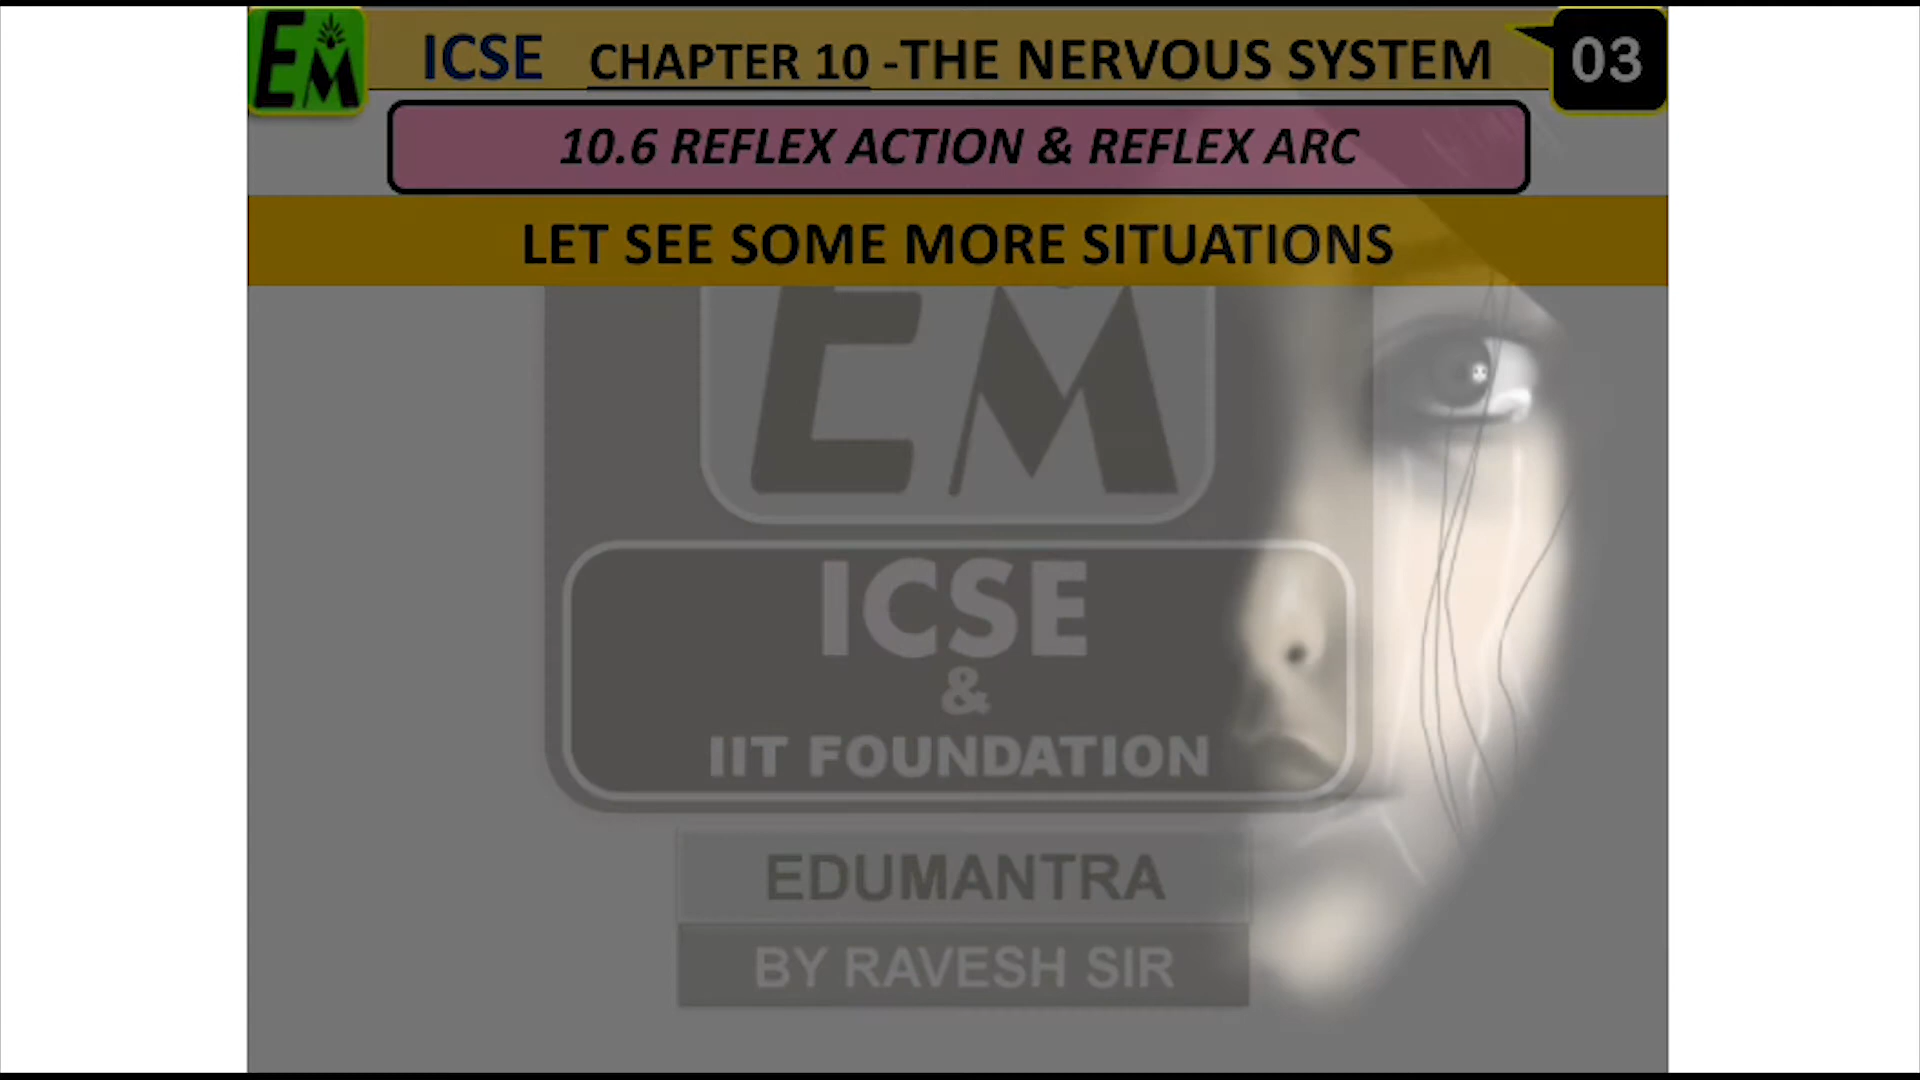 EM
ICSE CHAPTER 10 -THE NERVOUS SYSTEM
03
10.6 REFLEX ACTION & REFLEX ARC
LET SEE SOME MORE SITUATIONS
EM
ICSE
&
IIT FOUNDATION
EDUMANTRA
BY RAVESH SIR